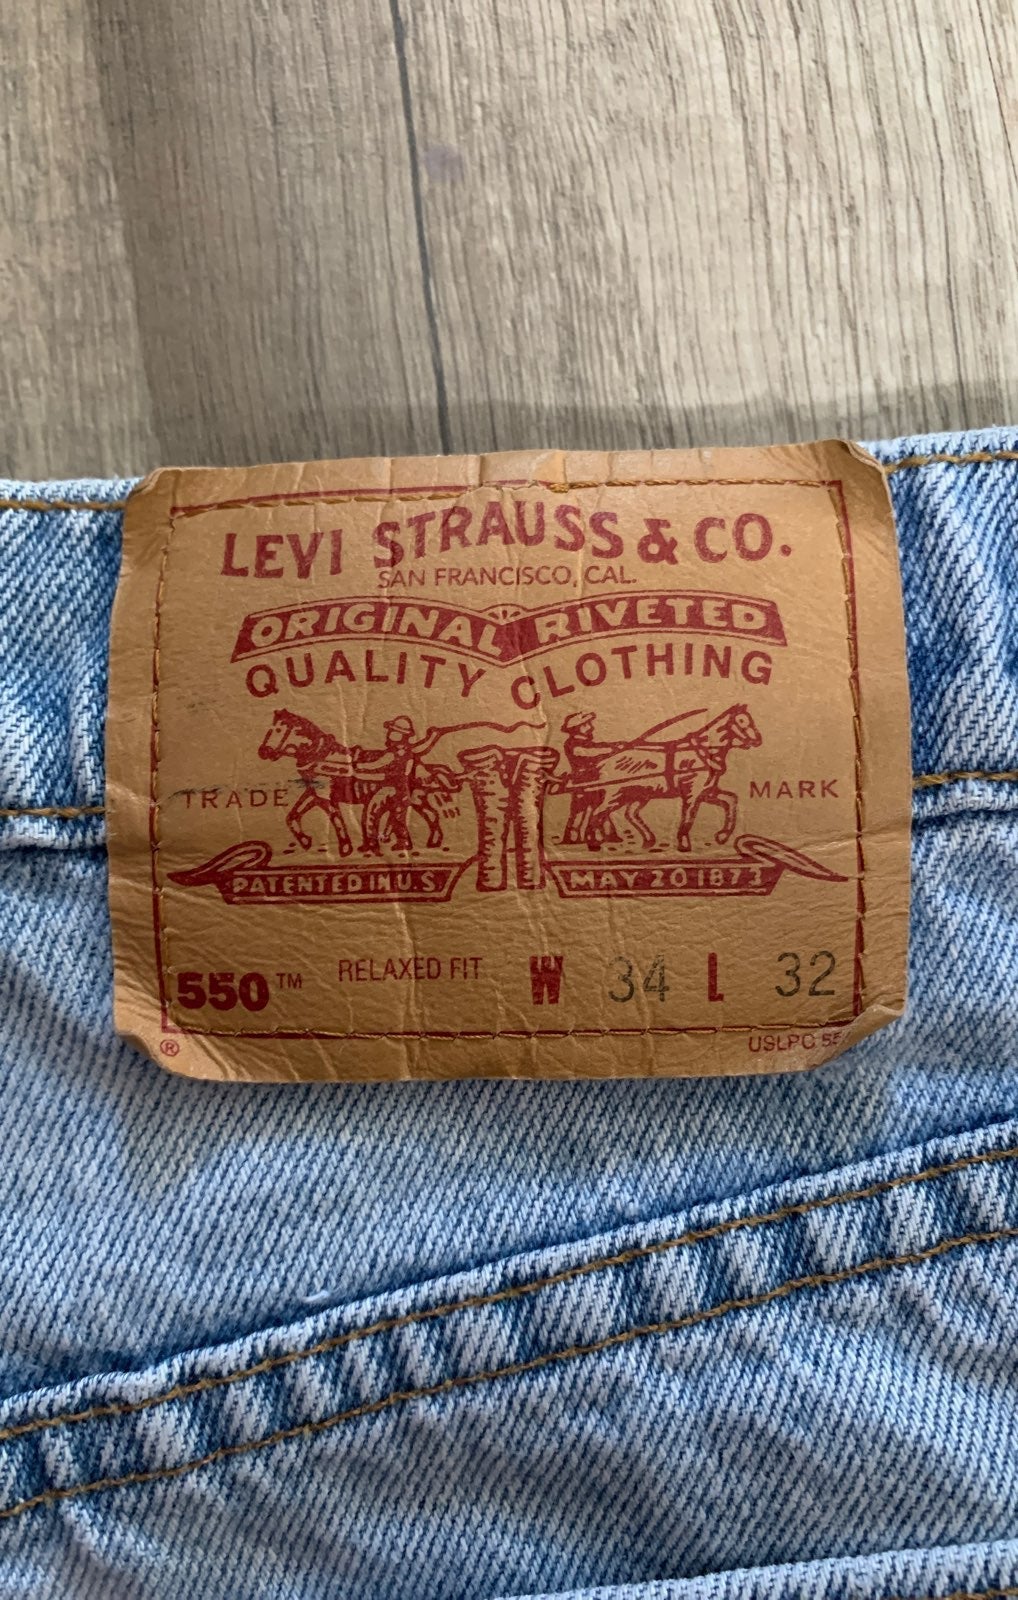 LEVI STRAUSS & CO.
SAN FRANCISCO, CAL.
ORIGINAL RIVETED
QUALITY CLOTHING
TRADE MARK
PATENTED IN U.S MAY 20 1873
550™ RELAXED FIT W 34 L 32
® USLPC